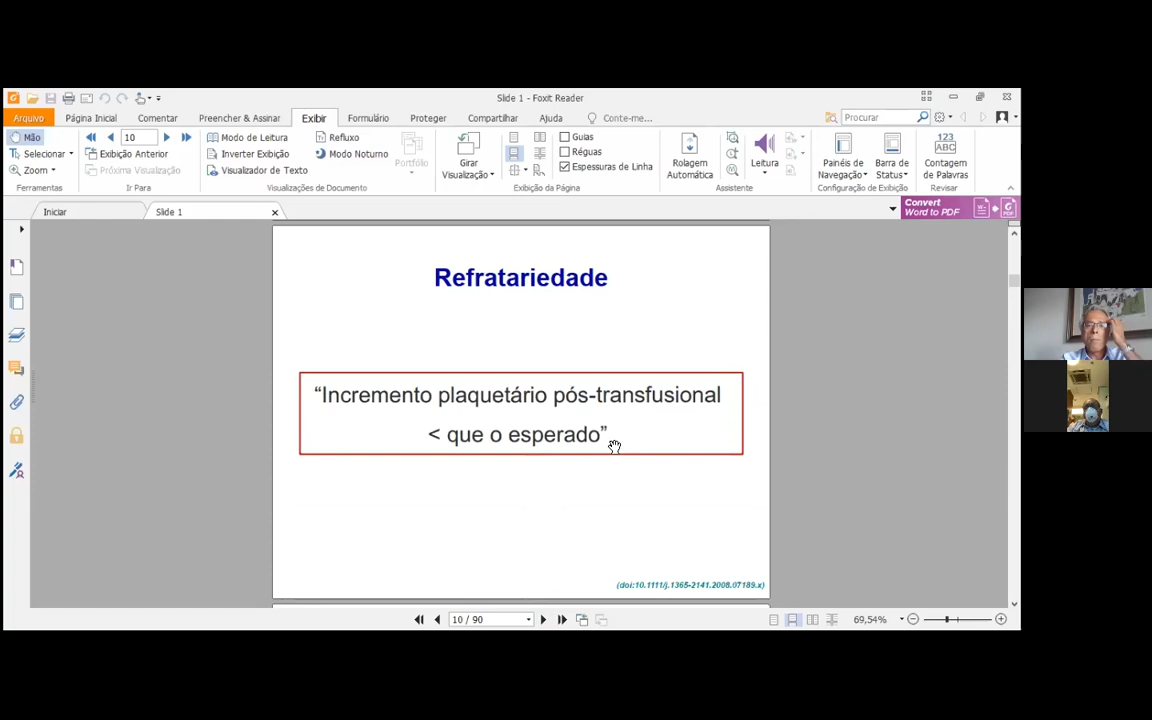 Slide 1 - Foxit Reader
Arquivo Página Inicial Comentar Preencher & Assinar Exibir Formulário Proteger Compartilhar Ajuda Conte-me... Procurar
Mão 10 Modo de Leitura Refluxo Guias
Selecionar Exibição Anterior Inverter Exibição Modo Noturno Réguas
Zoom Próxima Visualização Visualizador de Texto Espessuras de Linha
Portfólio
Girar Visualização
Rolagem Automática
Leitura
Painéis de Navegação
Barra de Status
123 ABC
Contagem de Palavras
Ferramentas Ir Para Visualizações de Documento Exibição da Página Assistente Configuração de Exibição Revisar
Iniciar Slide 1 Convert
Word to PDF
Refratariedade
“Incremento plaquetário pós-transfusional
< que o esperado”
(doi:10.1111/j.1365-2141.2008.07189.x)
10 / 90 69,54%